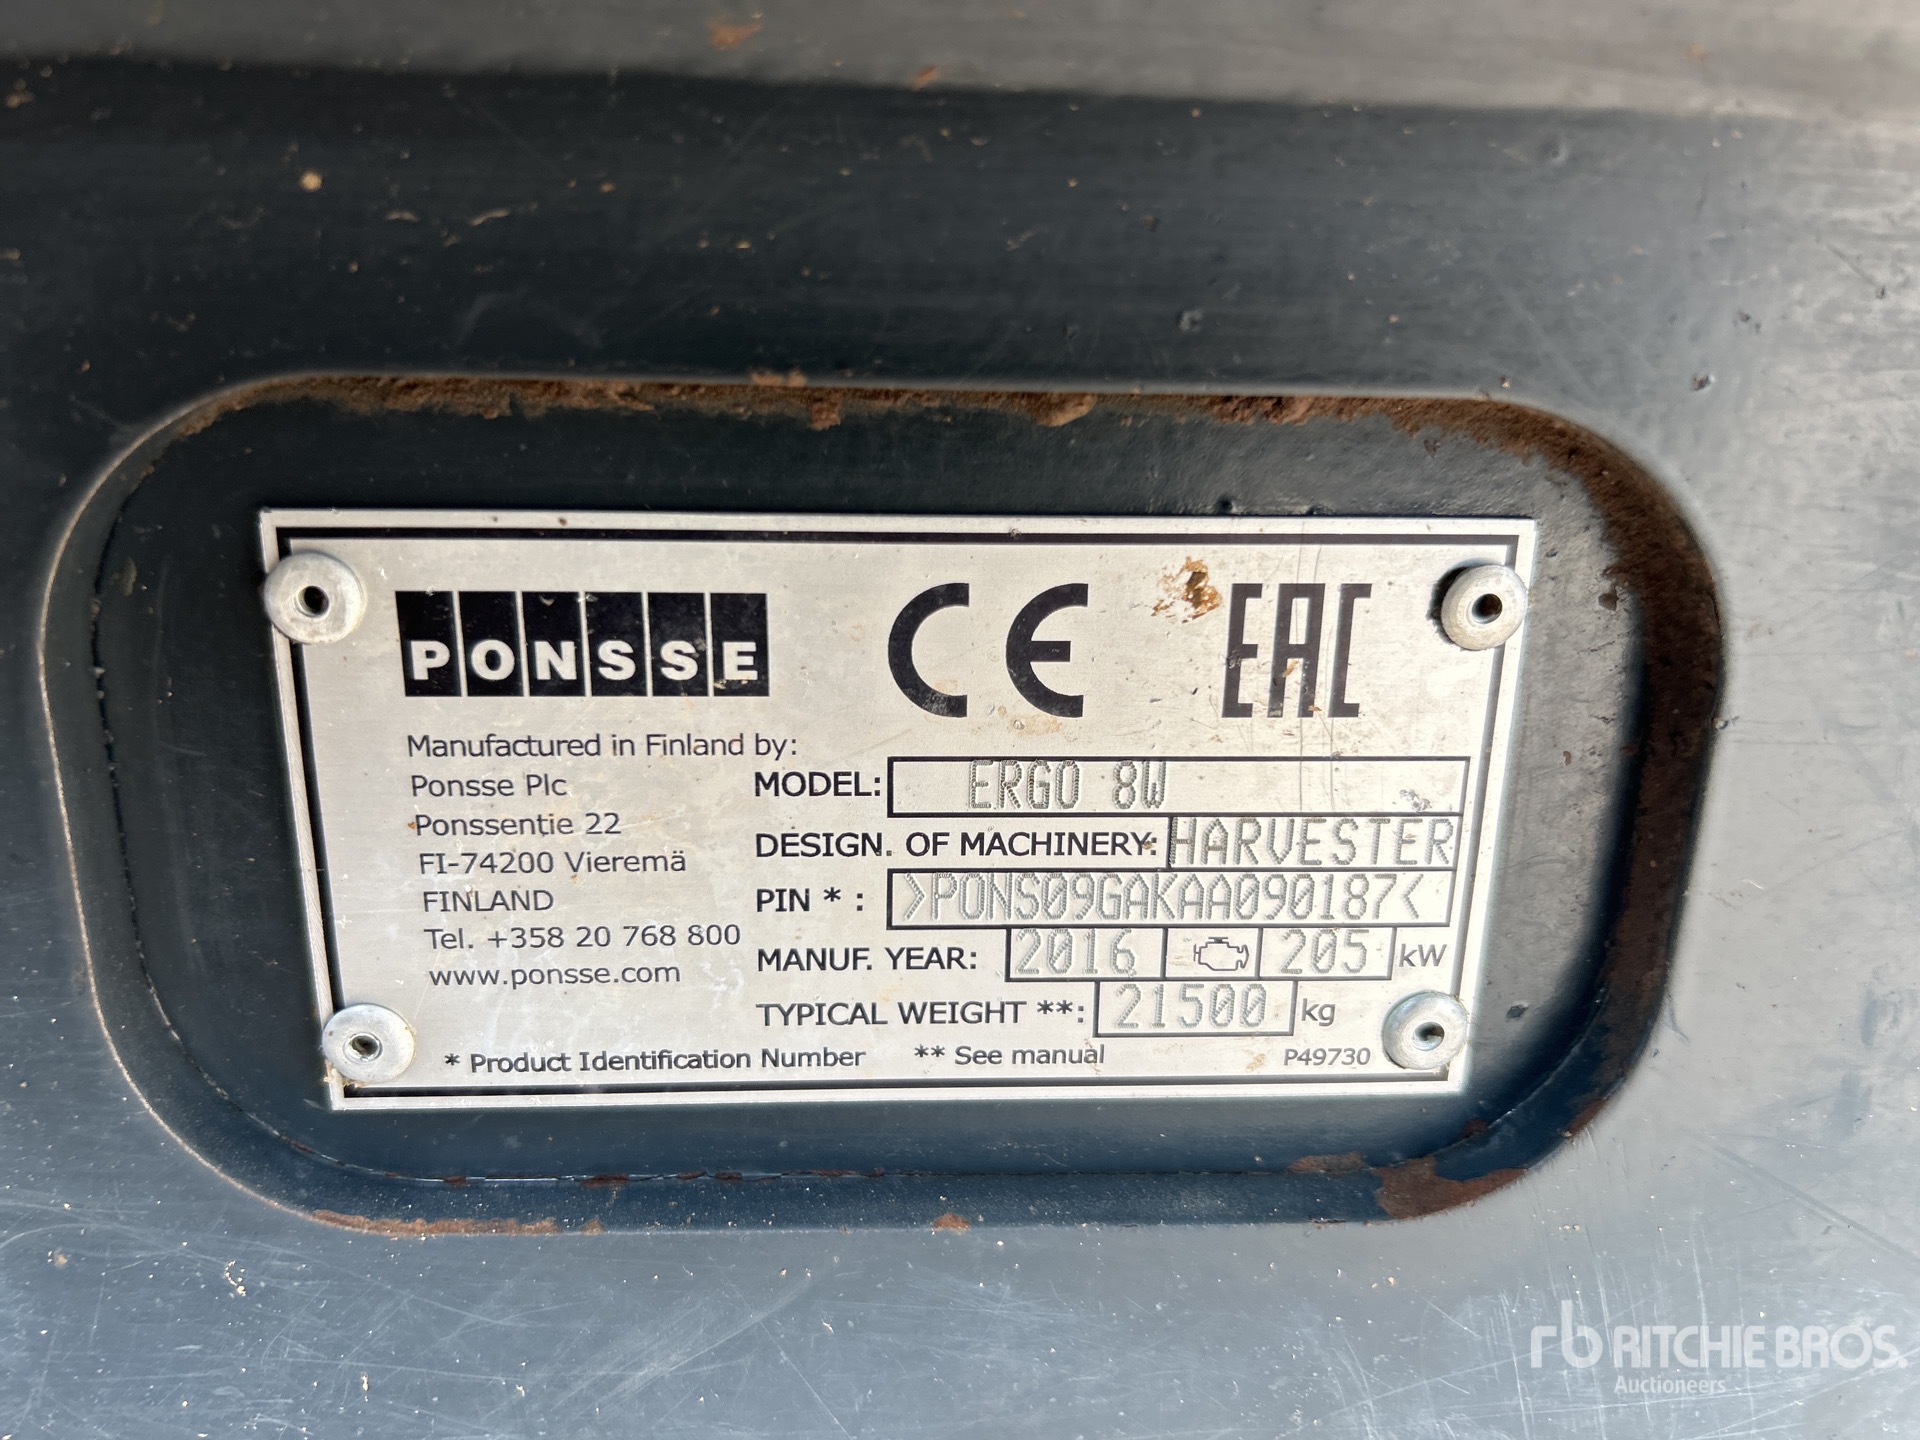 PONSSE CE EAC
Manufactured in Finland by:
Ponsse Plc
Ponssentie 22
FI-74200 Vieremä
FINLAND
Tel. +358 20 768 800
www.ponsse.com
MODEL: ERGO 8W
DESIGN. OF MACHINERY: HARVESTER
PIN * : >PONS09GAKAA090187<
MANUF. YEAR: 2016 205 kW
TYPICAL WEIGHT **: 21500 kg
* Product Identification Number ** See manual P49730
rb RITCHIE BROS.
Auctioneers